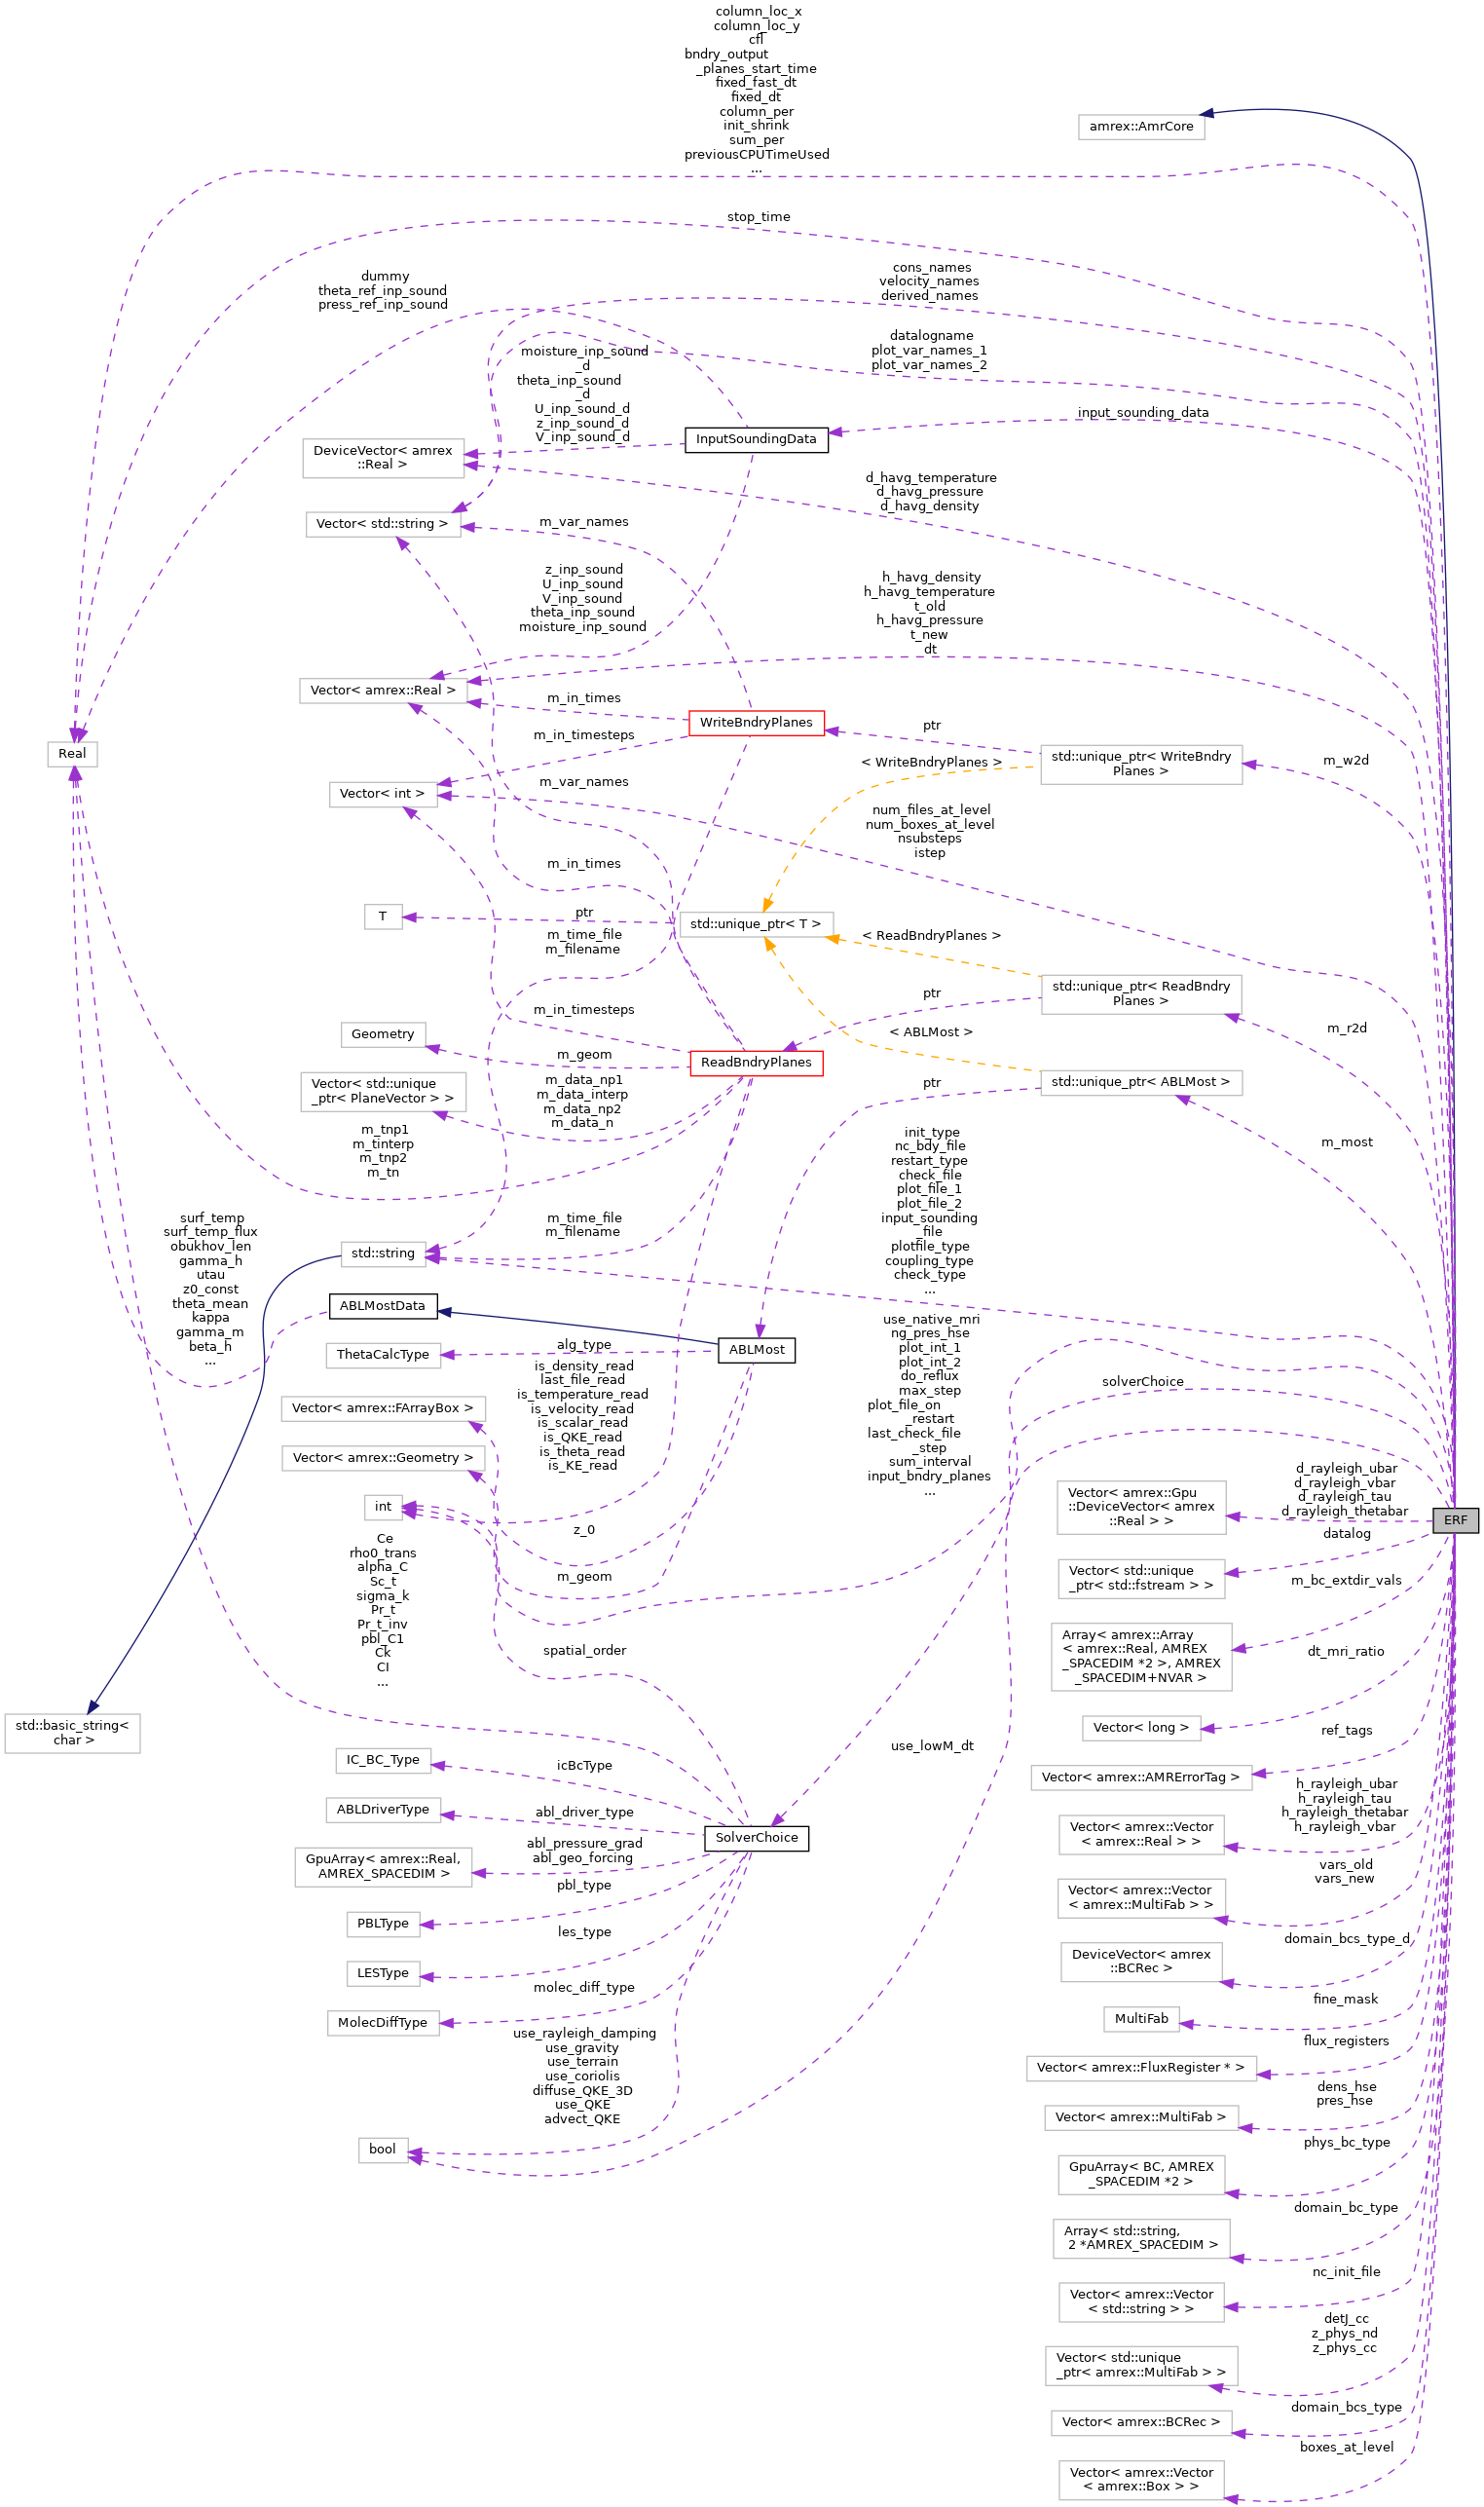 column_loc_x
column_loc_y
cfl
bndry_output
_planes_start_time
fixed_fast_dt
fixed_dt
column_per
init_shrink
sum_per
previousCPUTimeUsed
...
amrex::AmrCore
stop_time
dummy
theta_ref_inp_sound
press_ref_inp_sound
cons_names
velocity_names
derived_names
datalogname
plot_var_names_1
plot_var_names_2
moisture_inp_sound
_d
theta_inp_sound
_d
U_inp_sound_d
z_inp_sound_d
V_inp_sound_d
input_sounding_data
InputSoundingData
DeviceVector< amrex
::Real >
d_havg_temperature
d_havg_pressure
d_havg_density
Vector< std::string >
m_var_names
z_inp_sound
U_inp_sound
V_inp_sound
theta_inp_sound
moisture_inp_sound
h_havg_density
h_havg_temperature
t_old
h_havg_pressure
t_new
dt
Vector< amrex::Real >
m_in_times
WriteBndryPlanes
ptr
std::unique_ptr< WriteBndry
Planes >
m_w2d
Real
m_in_timesteps
< WriteBndryPlanes >
Vector< int >
m_var_names
num_files_at_level
num_boxes_at_level
nsubsteps
istep
m_in_times
T
ptr
std::unique_ptr< T >
m_time_file
m_filename
< ReadBndryPlanes >
std::unique_ptr< ReadBndry
Planes >
ptr
m_r2d
m_in_timesteps
Geometry
m_geom
< ABLMost >
ReadBndryPlanes
Vector< std::unique
_ptr< PlaneVector > >
m_data_np1
m_data_interp
m_data_np2
m_data_n
ptr
std::unique_ptr< ABLMost >
m_most
m_tnp1
m_tinterp
m_tnp2
m_tn
init_type
nc_bdy_file
restart_type
check_file
plot_file_1
plot_file_2
input_sounding
_file
plotfile_type
coupling_type
check_type
...
surf_temp
surf_temp_flux
obukhov_len
gamma_h
utau
z0_const
theta_mean
kappa
gamma_m
beta_h
...
m_time_file
m_filename
std::string
ABLMostData
ABLMost
ThetaCalcType
alg_type
use_native_mri
ng_pres_hse
plot_int_1
plot_int_2
do_reflux
max_step
plot_file_on
_restart
last_check_file
_step
sum_interval
input_bndry_planes
...
is_density_read
last_file_read
is_temperature_read
is_velocity_read
is_scalar_read
is_QKE_read
is_theta_read
is_KE_read
solverChoice
Vector< amrex::FArrayBox >
Vector< amrex::Geometry >
int
z_0
m_geom
Vector< amrex::Gpu
::DeviceVector< amrex
::Real > >
d_rayleigh_ubar
d_rayleigh_vbar
d_rayleigh_tau
d_rayleigh_thetabar
ERF
datalog
Vector< std::unique
_ptr< std::fstream > >
m_bc_extdir_vals
Ce
rho0_trans
alpha_C
Sc_t
sigma_k
Pr_t
Pr_t_inv
pbl_C1
Ck
CI
...
spatial_order
Array< amrex::Array
< amrex::Real, AMREX
_SPACEDIM *2 >, AMREX
_SPACEDIM+NVAR >
dt_mri_ratio
std::basic_string<
char >
Vector< long >
ref_tags
use_lowM_dt
IC_BC_Type
icBcType
Vector< amrex::AMRErrorTag >
ABLDriverType
abl_driver_type
SolverChoice
h_rayleigh_ubar
h_rayleigh_tau
h_rayleigh_thetabar
h_rayleigh_vbar
Vector< amrex::Vector
< amrex::Real > >
GpuArray< amrex::Real,
AMREX_SPACEDIM >
abl_pressure_grad
abl_geo_forcing
pbl_type
PBLType
vars_old
vars_new
Vector< amrex::Vector
< amrex::MultiFab > >
les_type
LESType
domain_bcs_type_d
DeviceVector< amrex
::BCRec >
molec_diff_type
MolecDiffType
fine_mask
MultiFab
use_rayleigh_damping
use_gravity
use_terrain
use_coriolis
diffuse_QKE_3D
use_QKE
advect_QKE
flux_registers
Vector< amrex::FluxRegister * >
dens_hse
pres_hse
Vector< amrex::MultiFab >
bool
phys_bc_type
GpuArray< BC, AMREX
_SPACEDIM *2 >
domain_bc_type
Array< std::string,
2 *AMREX_SPACEDIM >
nc_init_file
Vector< amrex::Vector
< std::string > >
detJ_cc
z_phys_nd
z_phys_cc
Vector< std::unique
_ptr< amrex::MultiFab > >
domain_bcs_type
Vector< amrex::BCRec >
boxes_at_level
Vector< amrex::Vector
< amrex::Box > >